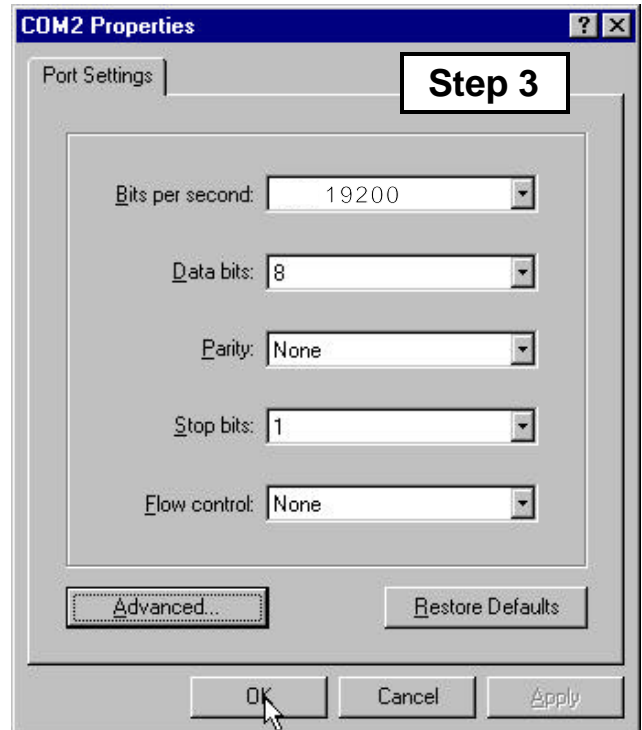 COM2 Properties
Port Settings
Step 3
Bits per second: 19200
Data bits: 8
Parity: None
Stop bits: 1
Flow control: None
Advanced... Restore Defaults
OK Cancel Apply